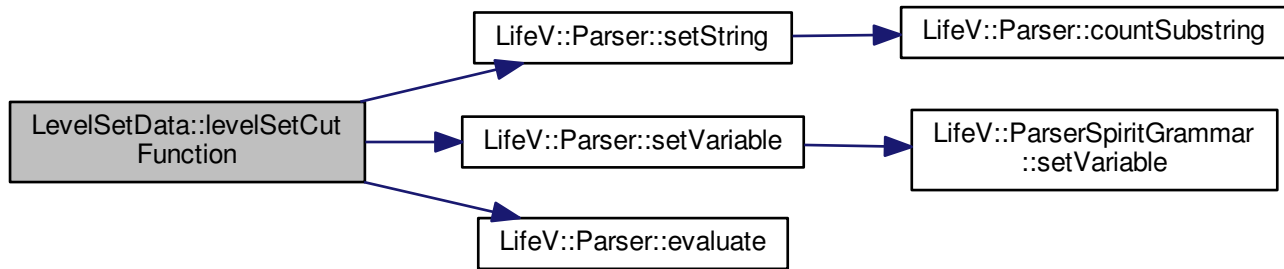 LifeV::Parser::setString
LifeV::Parser::countSubstring
LevelSetData::levelSetCut
Function
LifeV::Parser::setVariable
LifeV::ParserSpiritGrammar
::setVariable
LifeV::Parser::evaluate